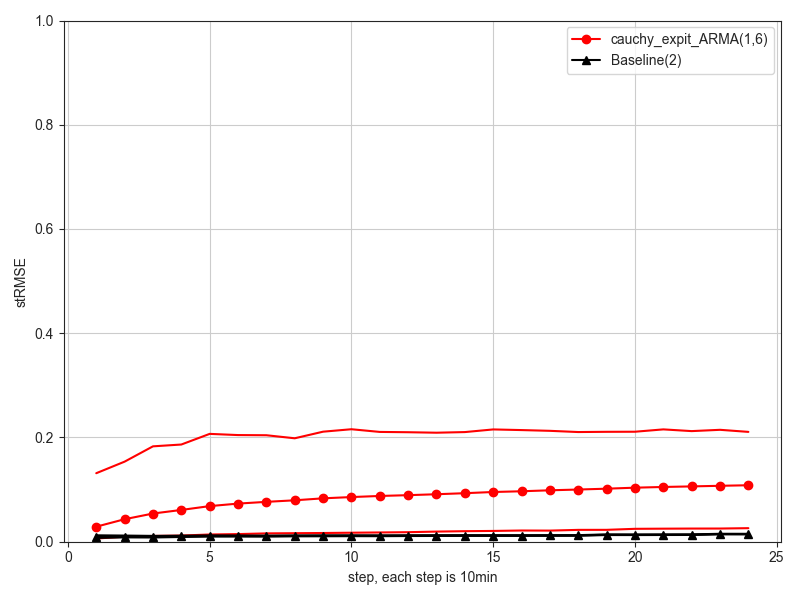 1.0
0.8
0.6
0.4
0.2
0.0
stRMSE
cauchy_expit_ARMA(1,6)
Baseline(2)
0 5 10 15 20 25
step, each step is 10min